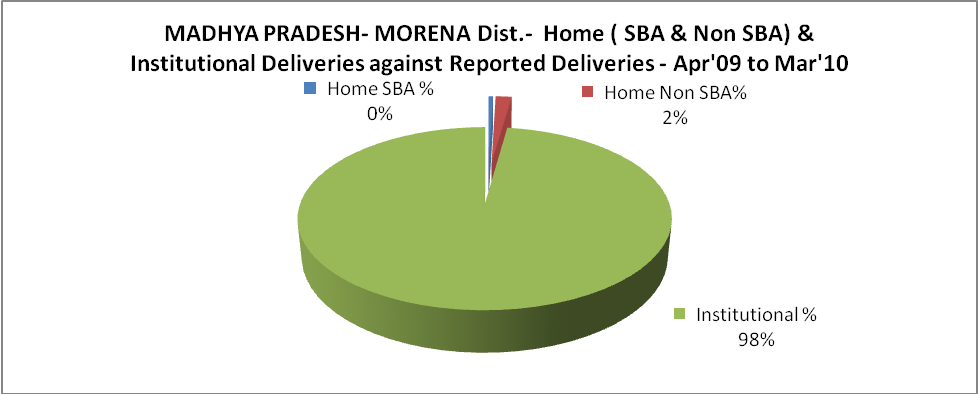 MADHYA PRADESH- MORENA Dist.- Home ( SBA & Non SBA) &
Institutional Deliveries against Reported Deliveries - Apr'09 to Mar'10
Home SBA %
0%
Home Non SBA%
2%
Institutional %
98%